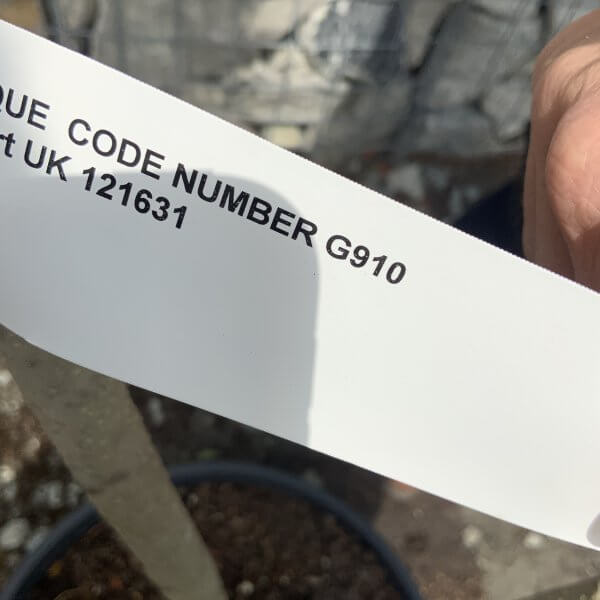 QUE CODE NUMBER G910
rt UK 121631